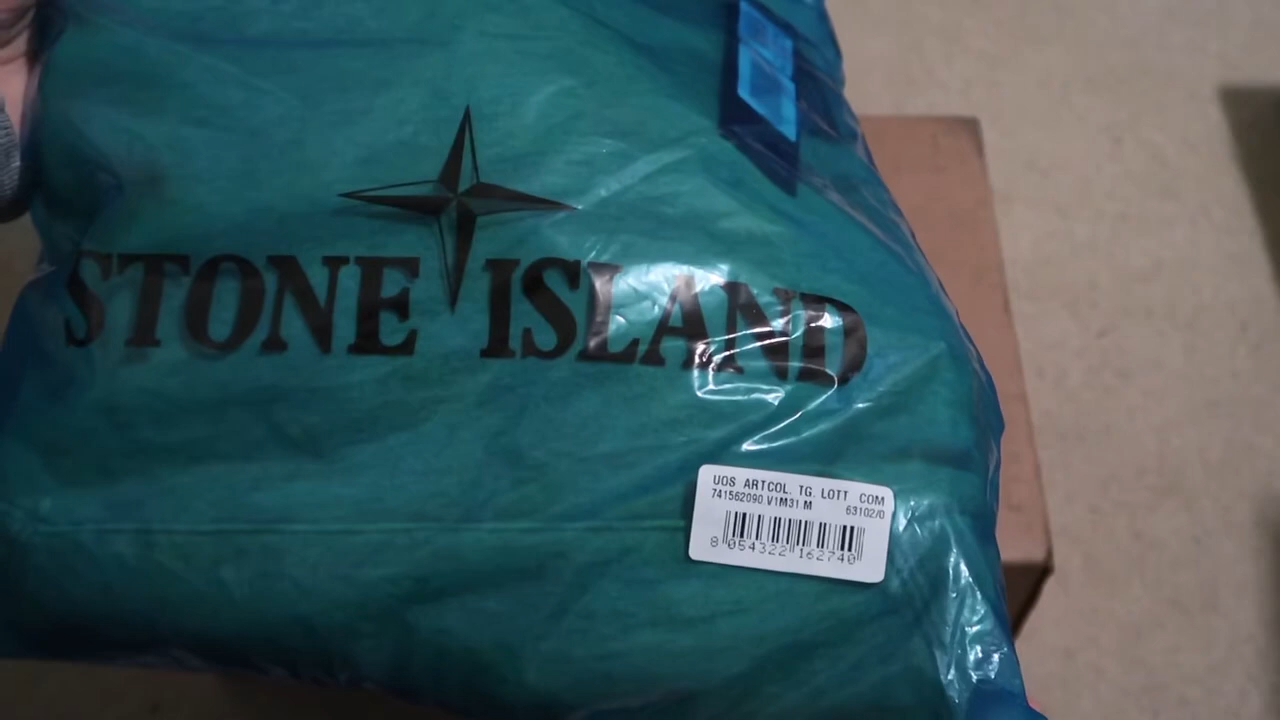 STONE ISLAND
UOS ARTCOL. TG. LOTT COM
741562090.V1M31 M 63102/0
8 054322 162740